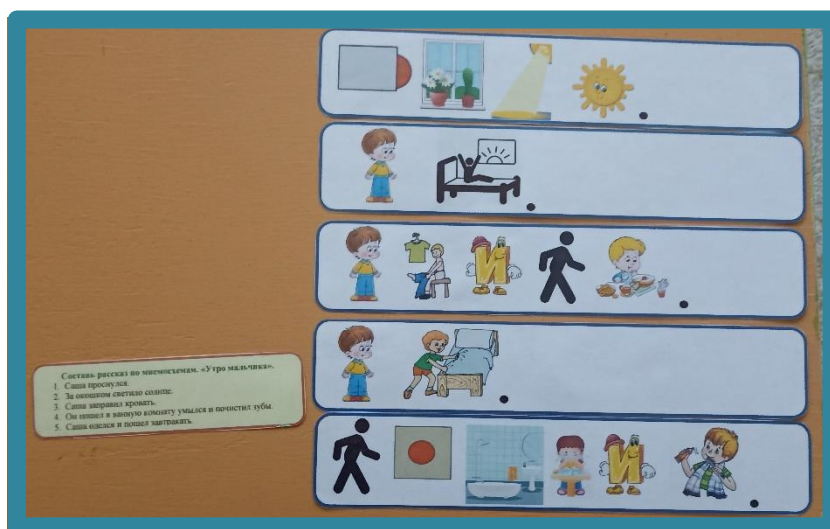 Составь рассказ по мнемосхемам. «Утро мальчика».
1. Саша проснулся.
2. За окошком светило солнце.
3. Саша заправил кровать.
4. Он пошел в ванную комнату умылся и почистил зубы.
5. Саша оделся и пошел завтракать.
И
И